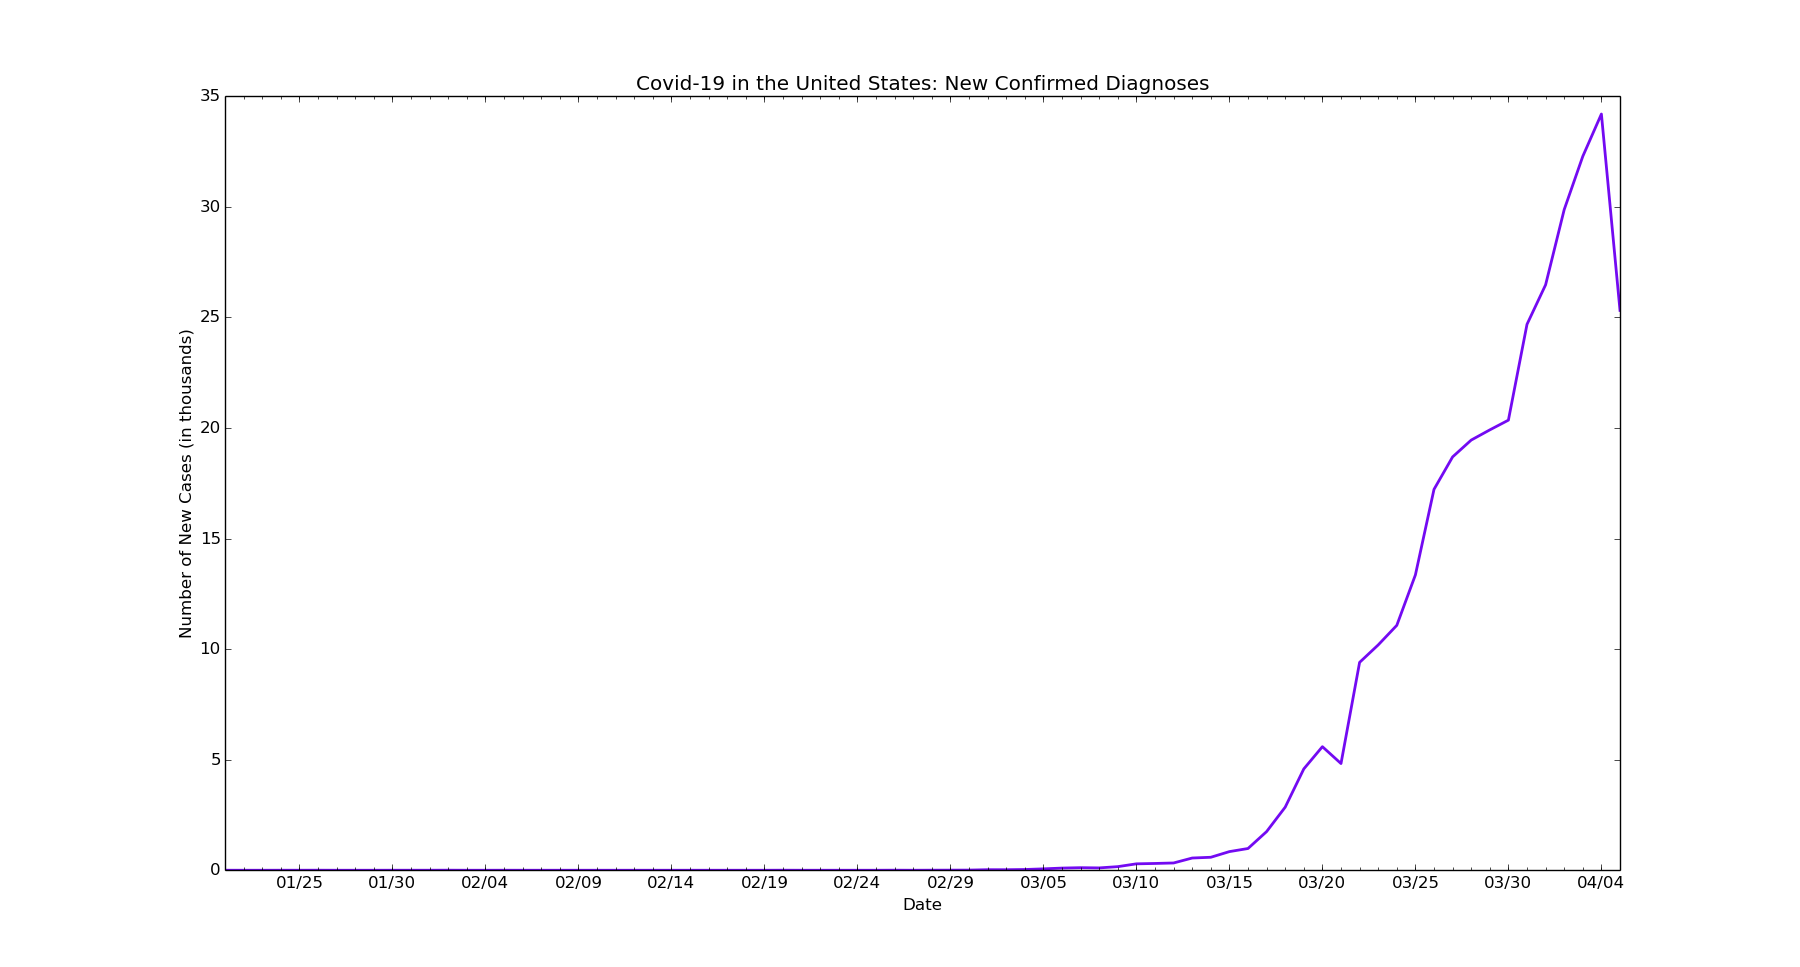 Covid-19 in the United States: New Confirmed Diagnoses
35
30
25
20
15
10
5
0
Number of New Cases (in thousands)
01/25 01/30 02/04 02/09 02/14 02/19 02/24 02/29 03/05 03/10 03/15 03/20 03/25 03/30 04/04
Date